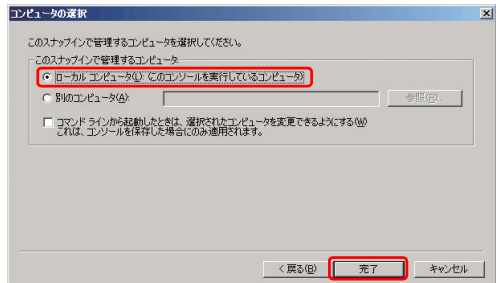 コンピュータの選択
このスナップインで管理するコンピュータを選択してください。
このスナップインで管理するコンピュータ:
ローカル コンピュータ(L): (このコンソールを実行しているコンピュータ)
別のコンピュータ(A):
参照(R)...
コマンド ラインから起動したときは、選択されたコンピュータを変更できるようにする(W)
これは、コンソールを保存した場合にのみ適用されます。
< 戻る(B)
完了
キャンセル